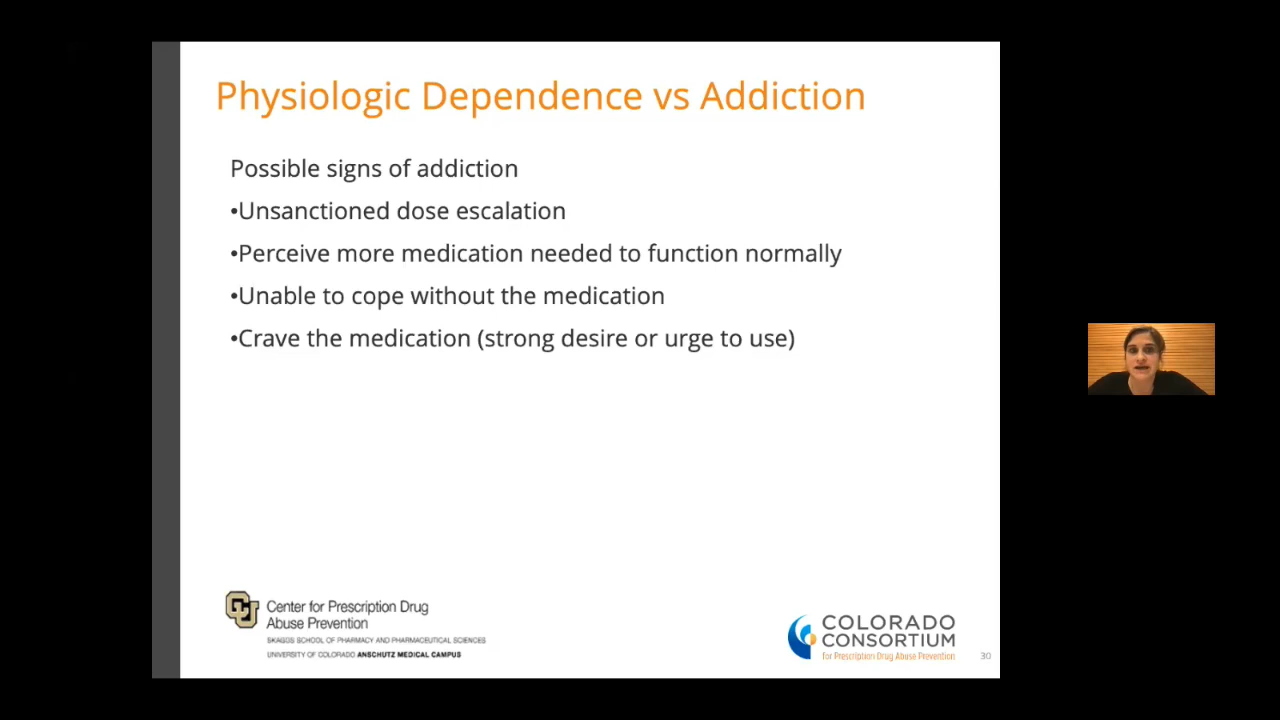 Physiologic Dependence vs Addiction
Possible signs of addiction
•Unsanctioned dose escalation
•Perceive more medication needed to function normally
•Unable to cope without the medication
•Crave the medication (strong desire or urge to use)
CU
Center for Prescription Drug
Abuse Prevention
SKAGGS SCHOOL OF PHARMACY AND PHARMACEUTICAL SCIENCES
UNIVERSITY OF COLORADO ANSCHUTZ MEDICAL CAMPUS
COLORADO
CONSORTIUM
for Prescription Drug Abuse Prevention
30